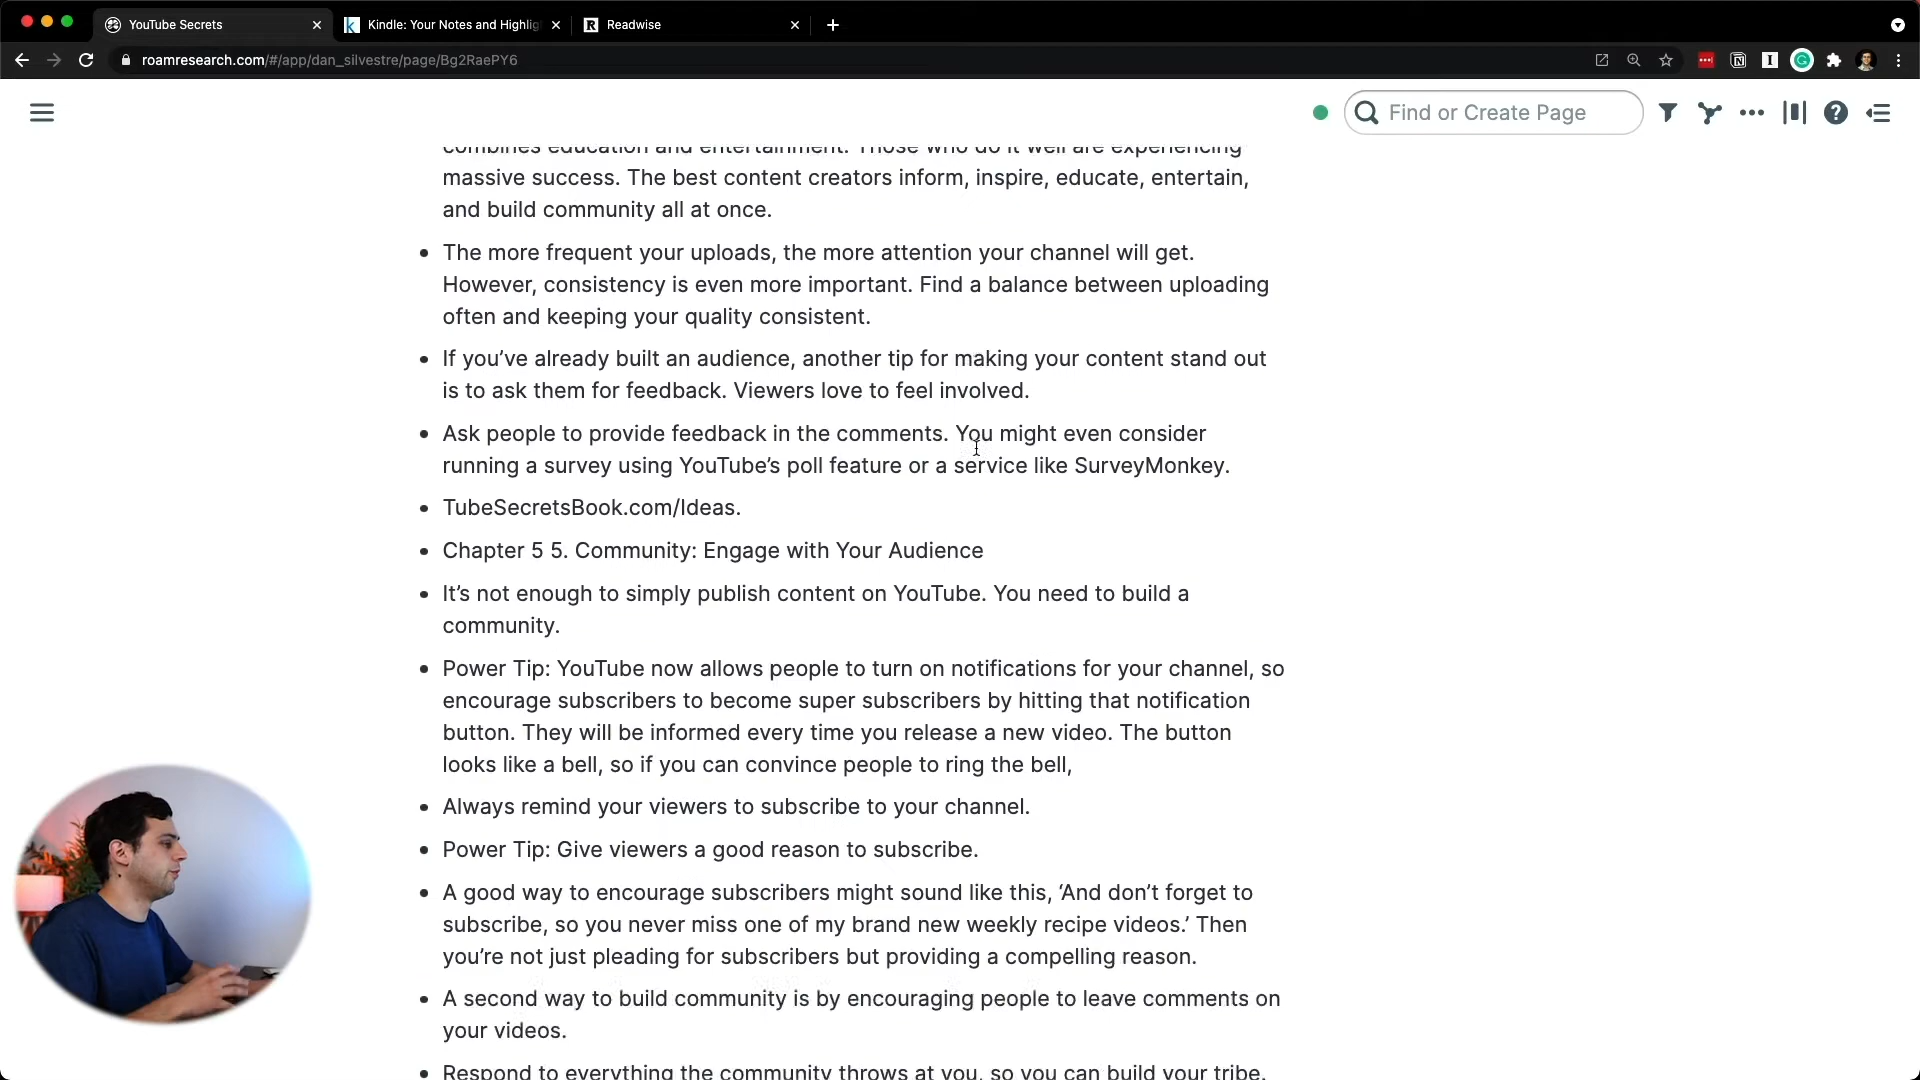 YouTube Secrets
Kindle: Your Notes and Highlig
Readwise
roamresearch.com/#/app/dan_silvestre/page/Bg2RaePY6
Find or Create Page
combines education and entertainment. Those who do it well are experiencing
massive success. The best content creators inform, inspire, educate, entertain,
and build community all at once.
• The more frequent your uploads, the more attention your channel will get.
However, consistency is even more important. Find a balance between uploading
often and keeping your quality consistent.
• If you’ve already built an audience, another tip for making your content stand out
is to ask them for feedback. Viewers love to feel involved.
• Ask people to provide feedback in the comments. You might even consider
running a survey using YouTube’s poll feature or a service like SurveyMonkey.
• TubeSecretsBook.com/Ideas.
• Chapter 5 5. Community: Engage with Your Audience
• It’s not enough to simply publish content on YouTube. You need to build a
community.
• Power Tip: YouTube now allows people to turn on notifications for your channel, so
encourage subscribers to become super subscribers by hitting that notification
button. They will be informed every time you release a new video. The button
looks like a bell, so if you can convince people to ring the bell,
• Always remind your viewers to subscribe to your channel.
• Power Tip: Give viewers a good reason to subscribe.
• A good way to encourage subscribers might sound like this, ‘And don’t forget to
subscribe, so you never miss one of my brand new weekly recipe videos.’ Then
you’re not just pleading for subscribers but providing a compelling reason.
• A second way to build community is by encouraging people to leave comments on
your videos.
• Respond to everything the community throws at you, so you can build your tribe.